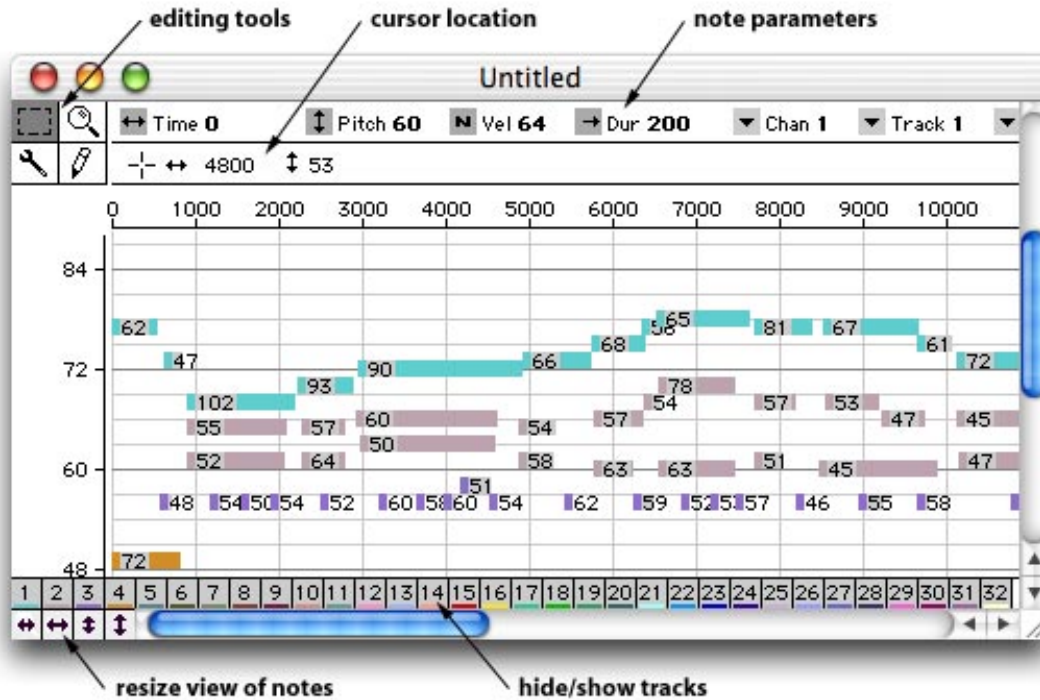 editing tools cursor location note parameters
Untitled
Time 0 Pitch 60 N Vel 64 Dur 200 Chan 1 Track 1
4800 53
0 1000 2000 3000 4000 5000 6000 7000 8000 9000 10000
84
62 65 81 67
68 61
47 90 66 72
72
93 78
102 54 57 53
60 57 47 45
55 57 54
50
52 64 58 63 63 51 45 47
60
51
48 54 50 54 52 60 58 60 54 62 59 52 57 46 55 58
72
48
1 2 3 4 5 6 7 8 9 10 11 12 13 14 15 16 17 18 19 20 21 22 23 24 25 26 27 28 29 30 31 32
resize view of notes hide/show tracks